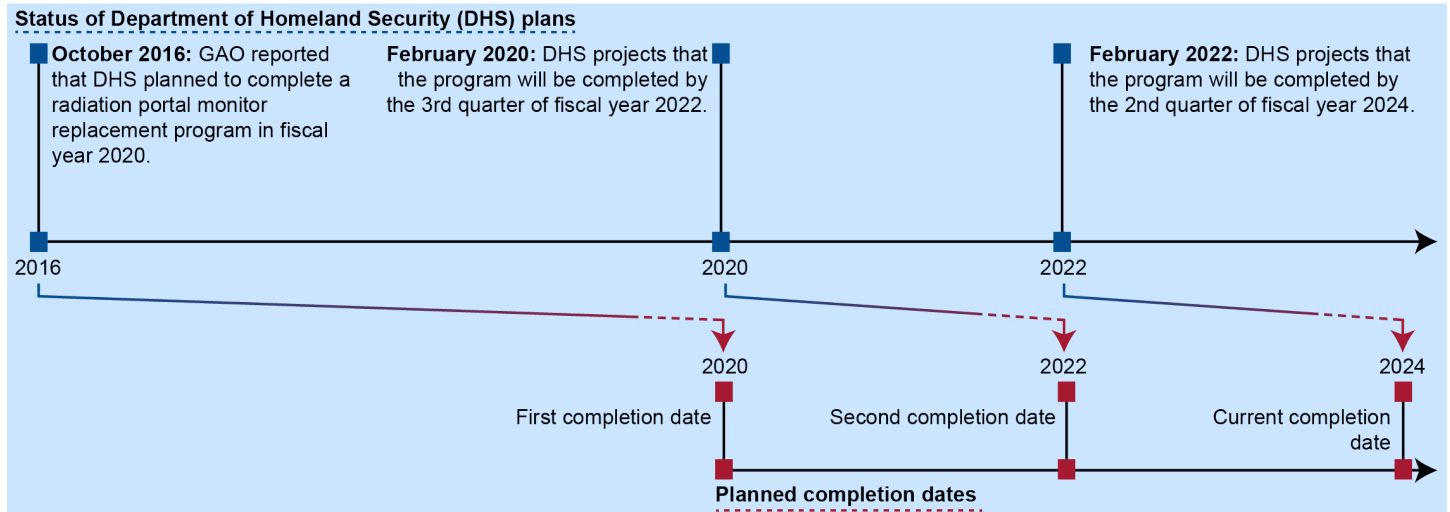 Status of Department of Homeland Security (DHS) plans
October 2016: GAO reported
that DHS planned to complete a
radiation portal monitor
replacement program in fiscal
year 2020.
February 2020: DHS projects that
the program will be completed by
the 3rd quarter of fiscal year 2022.
February 2022: DHS projects that
the program will be completed by
the 2nd quarter of fiscal year 2024.
2016
2020
2022
2020
2022
2024
First completion date
Second completion date
Current completion
date
Planned completion dates